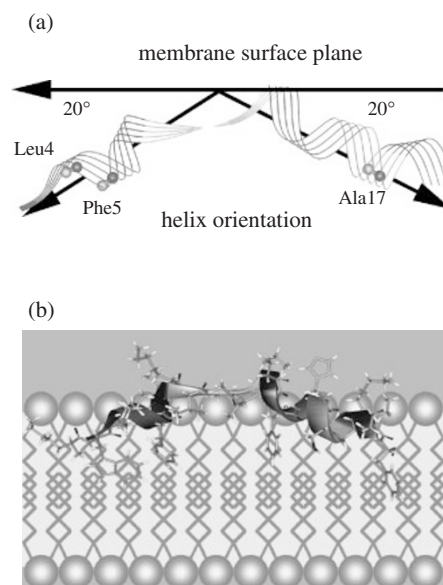 (a)
membrane surface plane
20°
20°
Leu4
Phe5
Ala17
helix orientation
(b)